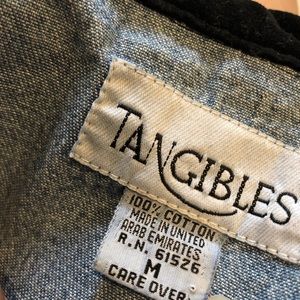 TANGIBLES
100% COTTON
MADE IN UNITED
ARAB EMIRATES
R.N. 61526
M
CARE OVER